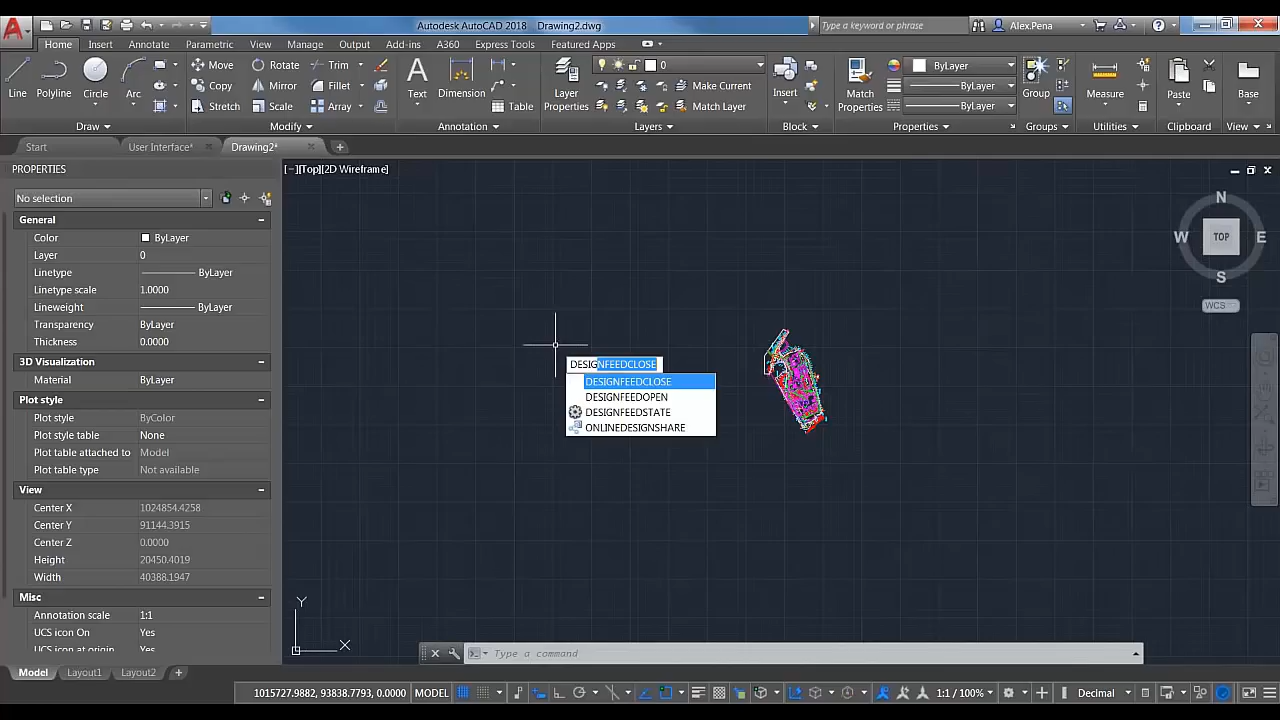 Autodesk AutoCAD 2018 Drawing2.dwg
Type a keyword or phrase
Alex.Pena
Home Insert Annotate Parametric View Manage Output Add-ins A360 Express Tools Featured Apps
Line Polyline Circle Arc
Move Rotate Trim
Copy Mirror Fillet
Stretch Scale Array
Text Dimension
Table
Layer
Properties
0
Make Current
Match Layer
Insert
Match
Properties
ByLayer
ByLayer
ByLayer
Group
Measure
Paste
Base
Draw Modify Annotation Layers Block Properties Groups Utilities Clipboard View
Start User Interface* Drawing2*
PROPERTIES
[−][Top][2D Wireframe]
No selection
General
Color ByLayer
Layer 0
Linetype ByLayer
Linetype scale 1.0000
Lineweight ByLayer
Transparency ByLayer
Thickness 0.0000
3D Visualization
Material ByLayer
Plot style
Plot style ByColor
Plot style table None
Plot table attached to Model
Plot table type Not available
View
Center X 1024854.4258
Center Y 91144.3915
Center Z 0.0000
Height 20450.4019
Width 40388.1947
Misc
Annotation scale 1:1
UCS icon On Yes
UCS icon at origin Yes
DESIGNFEEDCLOSE
DESIGNFEEDCLOSE
DESIGNFEEDOPEN
DESIGNFEEDSTATE
ONLINEDESIGNSHARE
N
W TOP E
S
WCS
Y
X
Type a command
Model Layout1 Layout2
1015727.9882, 93838.7793, 0.0000 MODEL 1:1 / 100% Decimal